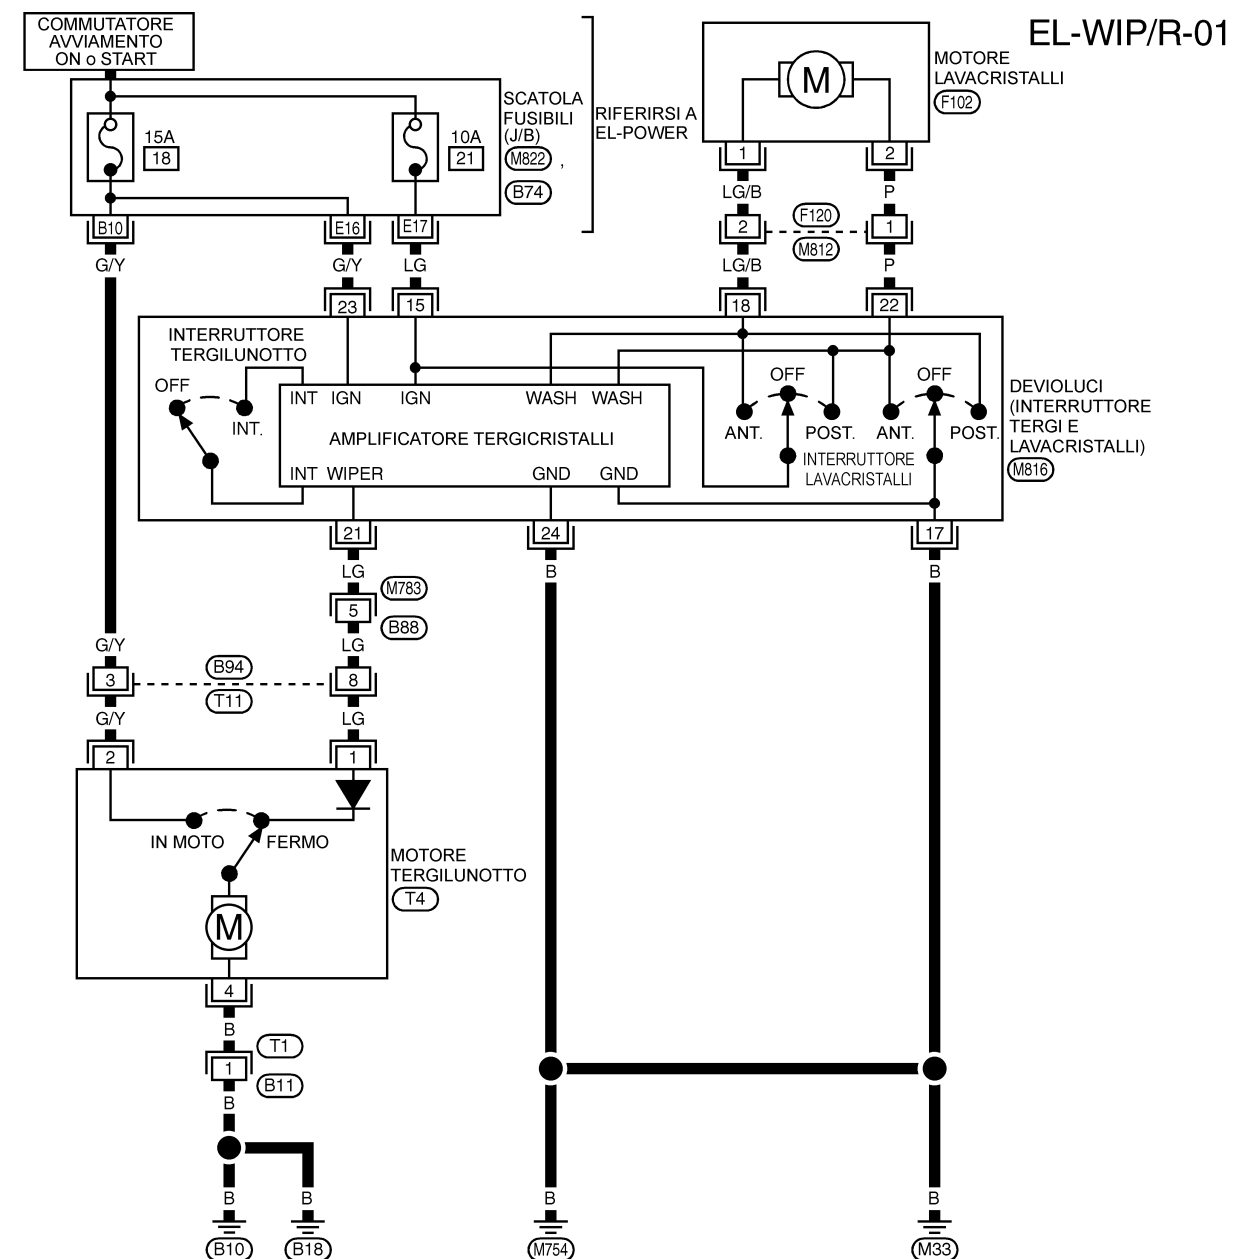 EL-WIP/R-01
COMMUTATORE
AVVIAMENTO
ON o START
15A
18
10A
21
SCATOLA
FUSIBILI
(J/B)
M822 ,
B74
RIFERIRSI A
EL-POWER
M
MOTORE
LAVACRISTALLI
F102
B10
E16
E17
1
2
G/Y
G/Y
LG
LG/B
P
2
F120
M812
1
LG/B
P
23
15
18
22
INTERRUTTORE
TERGILUNOTTO
OFF
INT.
INT
IGN
IGN
WASH
WASH
AMPLIFICATORE TERGICRISTALLI
INT
WIPER
GND
GND
OFF
ANT.
POST.
OFF
ANT.
POST.
INTERRUTTORE
LAVACRISTALLI
DEVIOLUCI
(INTERRUTTORE
TERGI E
LAVACRISTALLI)
M816
21
24
17
LG
B
B
M783
5
B88
G/Y
LG
3
B94
T11
8
G/Y
LG
2
1
IN MOTO
FERMO
M
MOTORE
TERGILUNOTTO
T4
4
B
T1
1
B11
B
B
B
B
B
B10
B18
M754
M33